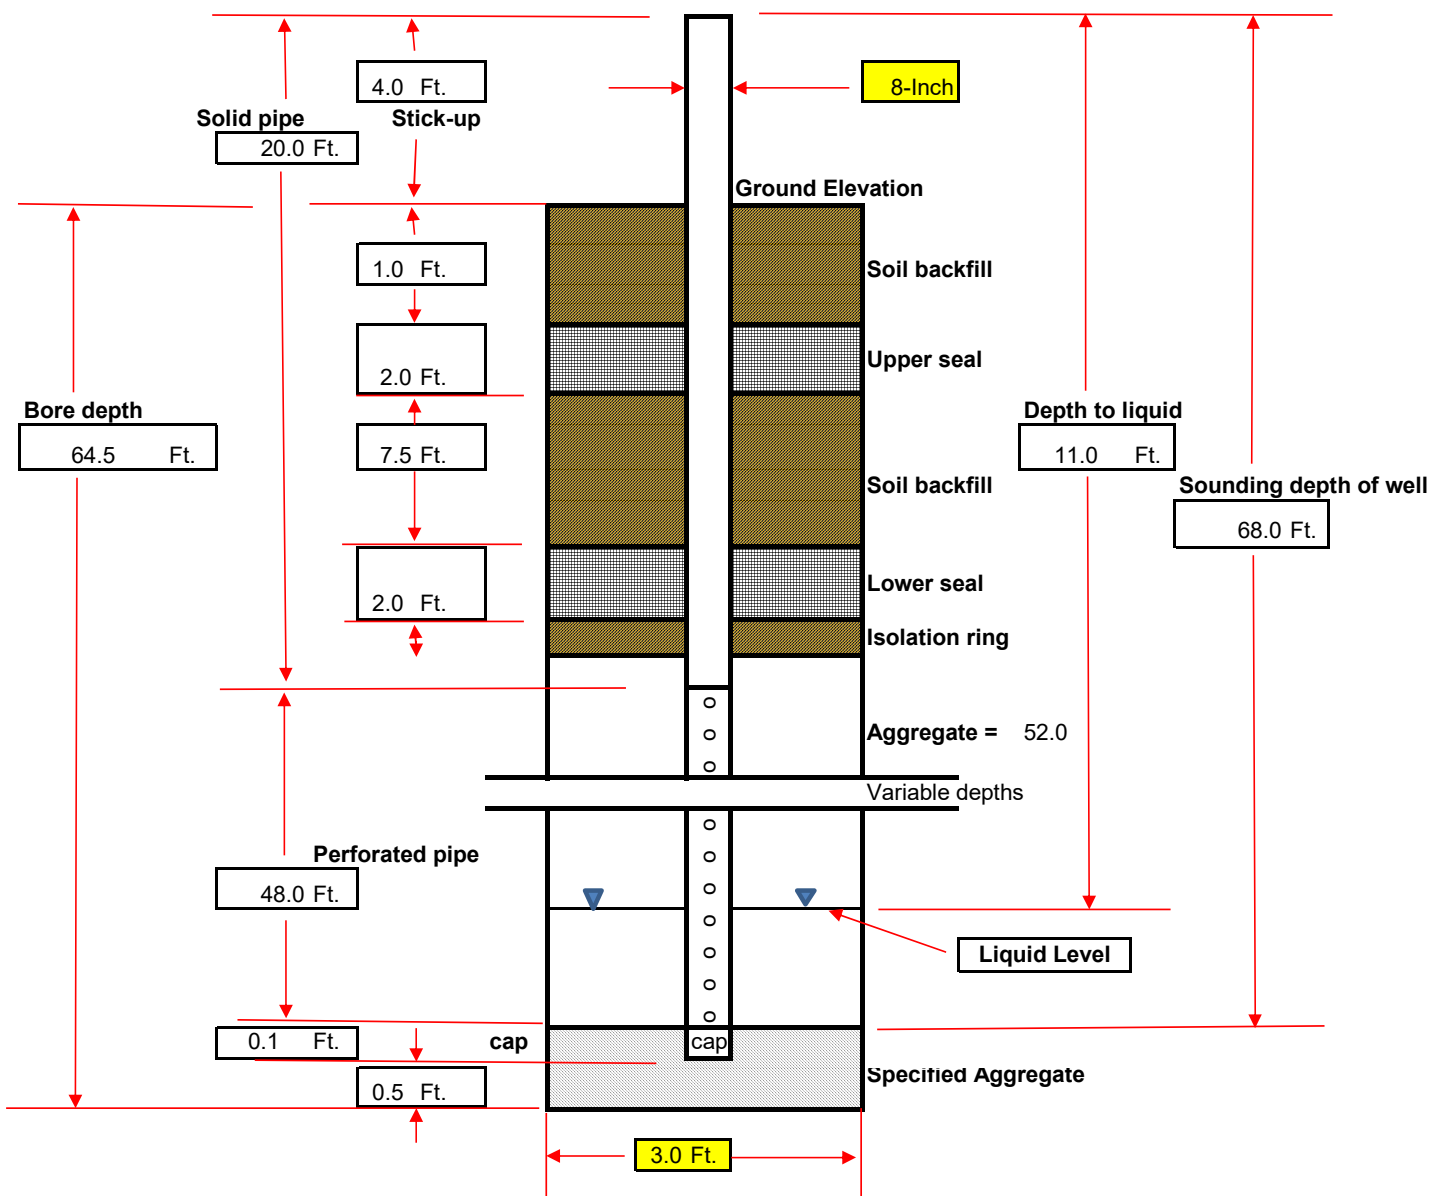 4.0 Ft.
8-Inch
Solid pipe
Stick-up
20.0 Ft.
Ground Elevation
1.0 Ft.
Soil backfill
2.0 Ft.
Upper seal
Bore depth
64.5 Ft.
7.5 Ft.
Depth to liquid
11.0 Ft.
Soil backfill
Sounding depth of well
68.0 Ft.
2.0 Ft.
Lower seal
Isolation ring
o
o
Aggregate = 52.0
o
Variable depths
o
o
Perforated pipe
48.0 Ft.
o
o
Liquid Level
o
o
o
0.1 Ft.
cap
cap
0.5 Ft.
Specified Aggregate
3.0 Ft.